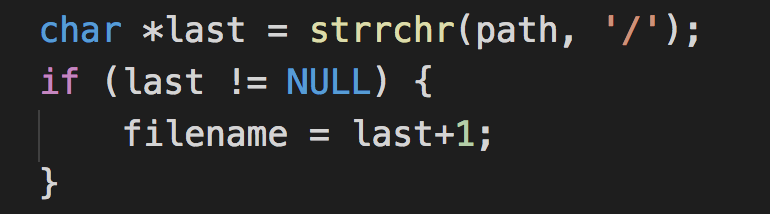 char *last = strrchr(path, '/');
if (last != NULL) {
    filename = last+1;
}